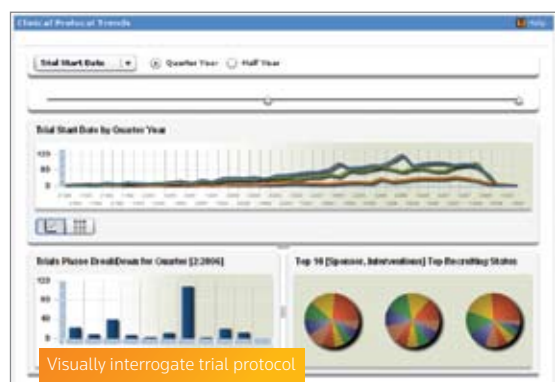 Clinical Protocol Trends
Help
Trial Start Date
Quarter Year
Half Year
Trial Start Date by Quarter Year
120
60
0
Trials Phase BreakDown for Quarter [2:2006]
Top 10 [Sponsor, Interventions] Top Recruiting States
120
60
0
Visually interrogate trial protocol